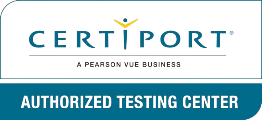 CERTIPORT®
A PEARSON VUE BUSINESS
AUTHORIZED TESTING CENTER